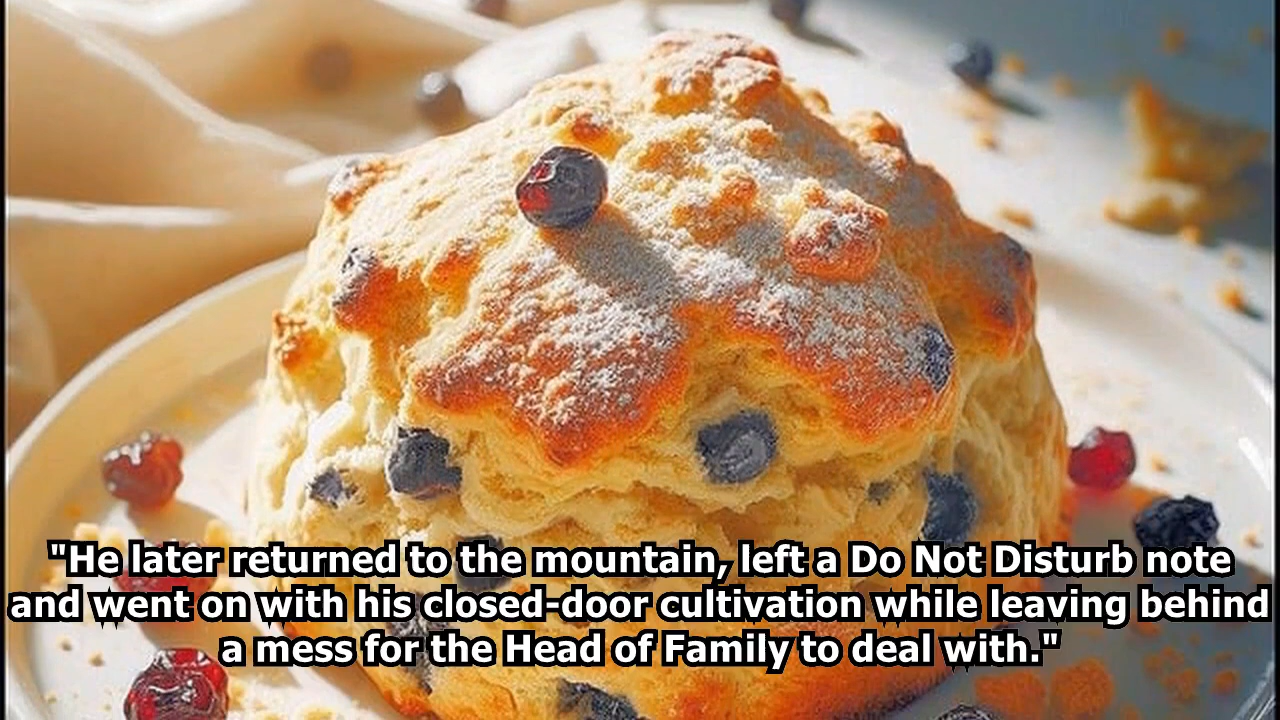 "He later returned to the mountain, left a Do Not Disturb note
and went on with his closed-door cultivation while leaving behind
a mess for the Head of Family to deal with."